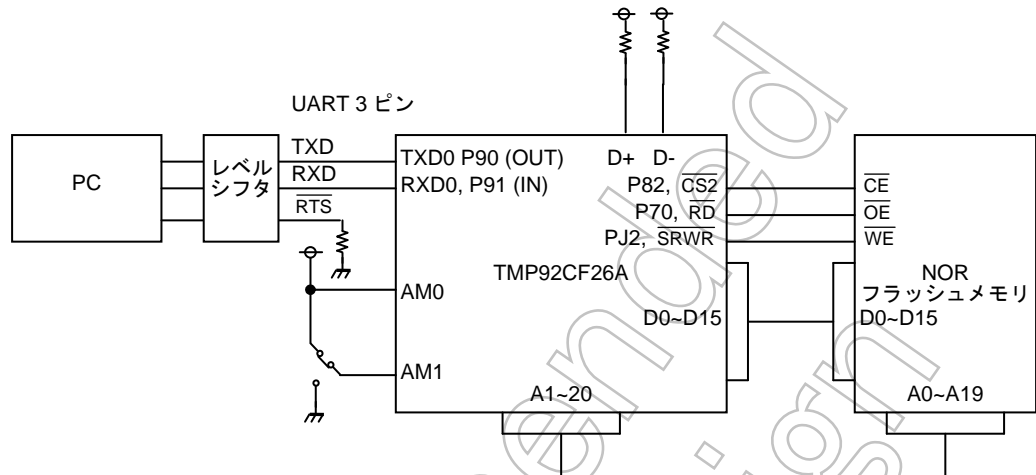 UART 3 ピン
PC
レベル
シフタ
TXD
RXD
RTS
TXD0 P90 (OUT)
RXD0, P91 (IN)
D+ D-
P82, CS2
P70, RD
PJ2, SRWR
TMP92CF26A
AM0
AM1
D0~D15
A1~20
CE
OE
WE
NOR
フラッシュメモリ
D0~D15
A0~A19
ended
sign